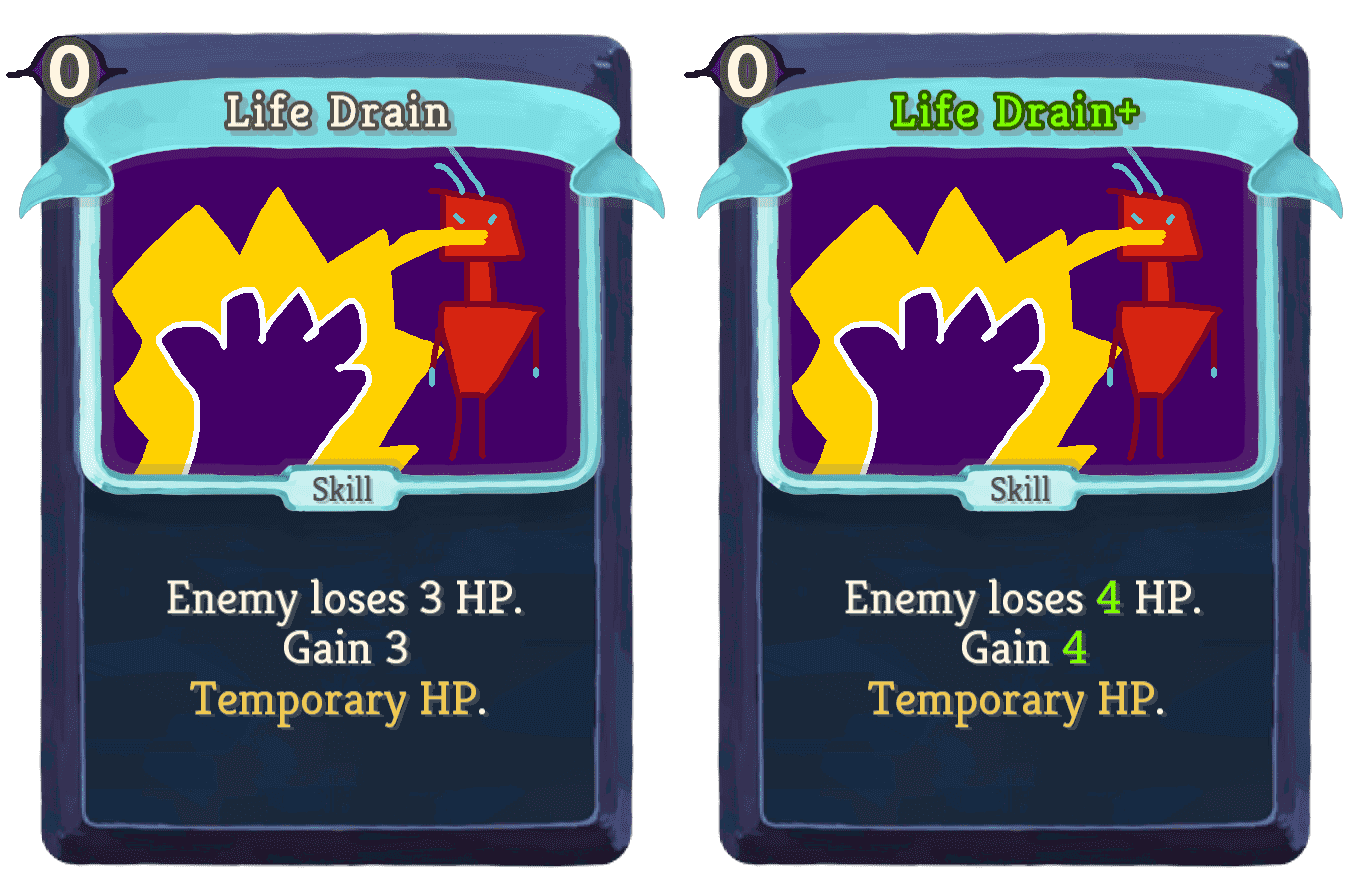 0
Life Drain
Skill
Enemy loses 3 HP.
Gain 3
Temporary HP.
0
Life Drain+
Skill
Enemy loses 4 HP.
Gain 4
Temporary HP.